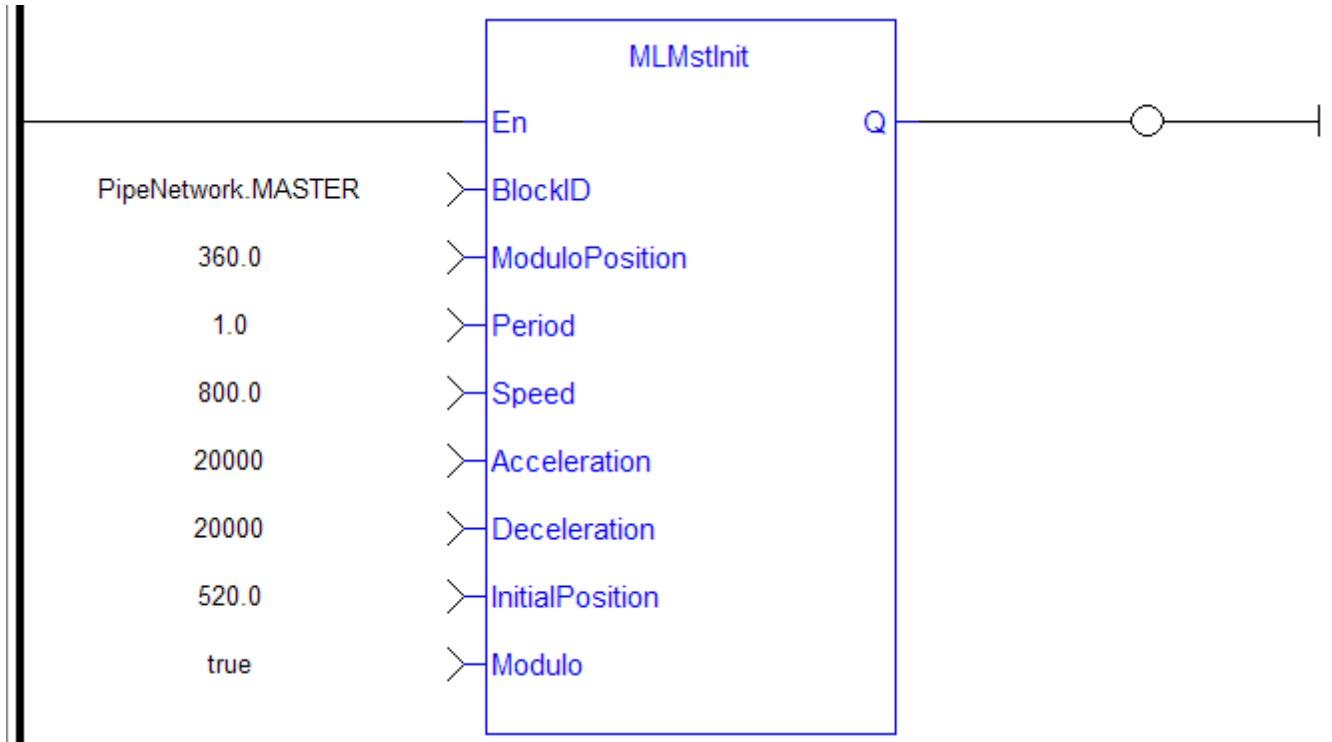 MLMstInit
En Q
PipeNetwork.MASTER BlockID
360.0 ModuloPosition
1.0 Period
800.0 Speed
20000 Acceleration
20000 Deceleration
520.0 InitialPosition
true Modulo